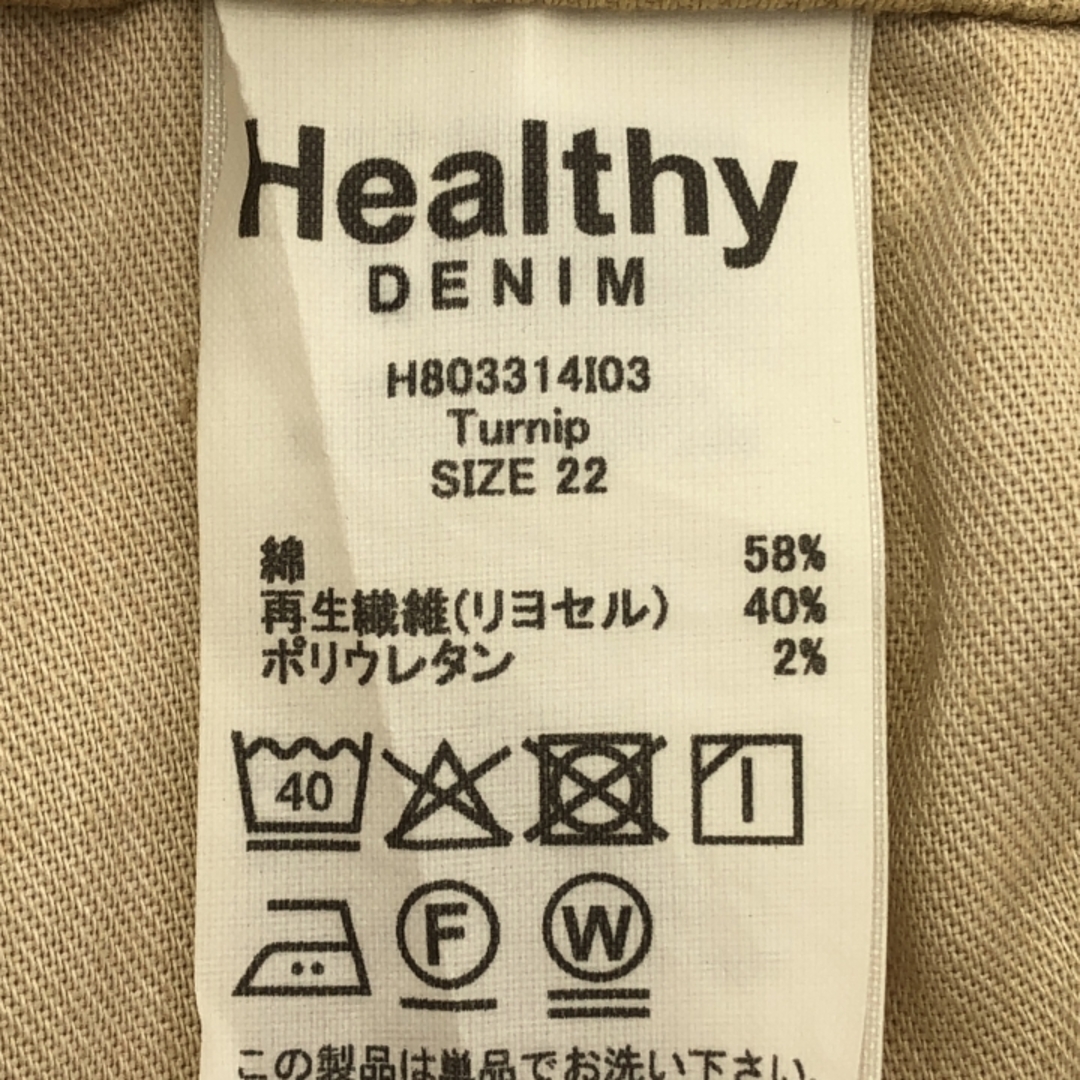 Healthy
DENIM
H803314I03
Turnip
SIZE 22
綿 58%
再生繊維(リヨセル) 40%
ポリウレタン 2%
40
F W
この製品は単品でお洗い下さい。